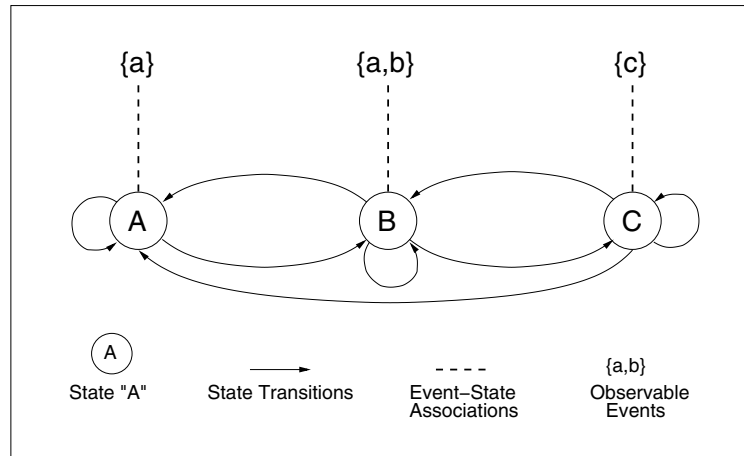 {a}
{a,b}
{c}
A
B
C
A
{a,b}
State "A"
State Transitions
Event–State
Associations
Observable
Events